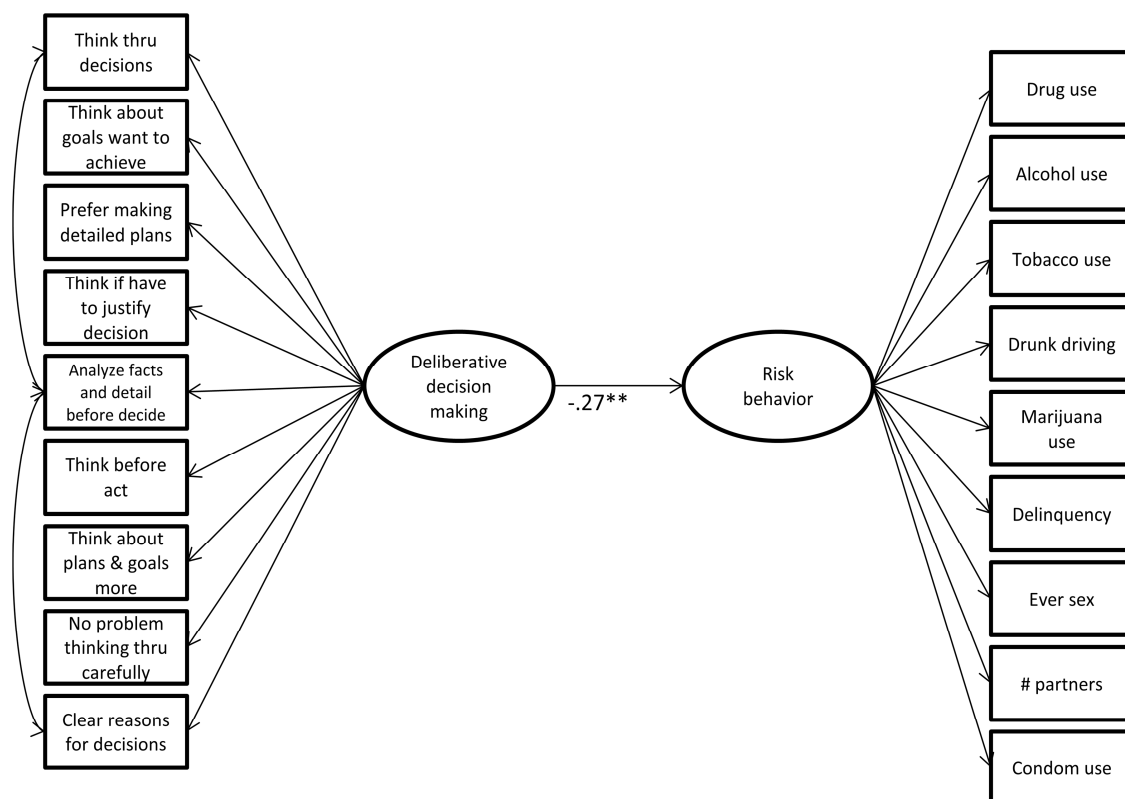 Think thru
decisions
Think about
goals want to
achieve
Prefer making
detailed plans
Think if have
to justify
decision
Analyze facts
and detail
before decide
Think before
act
Think about
plans & goals
more
No problem
thinking thru
carefully
Clear reasons
for decisions
Deliberative
decision
making
-.27**
Risk
behavior
Drug use
Alcohol use
Tobacco use
Drunk driving
Marijuana
use
Delinquency
Ever sex
# partners
Condom use